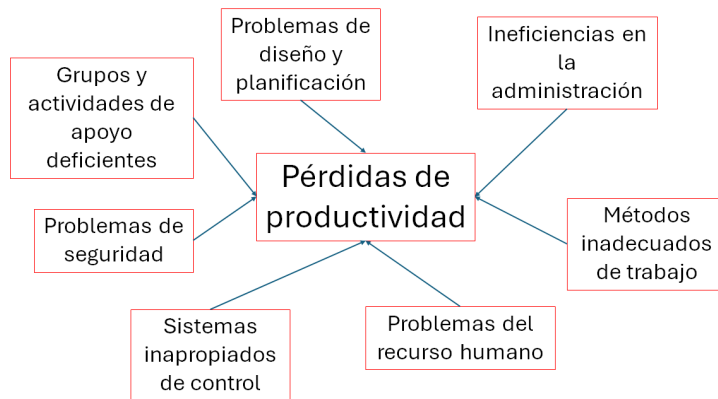 Problemas de
diseño y
planificación
Ineficiencias en
la
administración
Grupos y
actividades de
apoyo
deficientes
Pérdidas de
productividad
Problemas de
seguridad
Métodos
inadecuados
de trabajo
Sistemas
inapropiados
de control
Problemas del
recurso humano